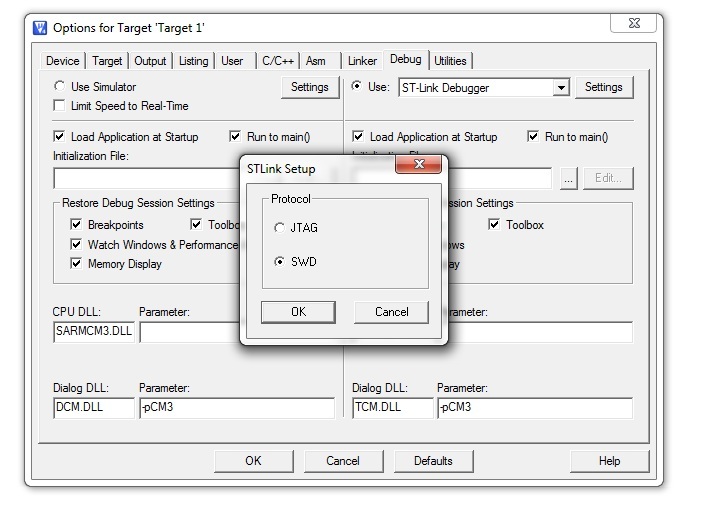 Options for Target 'Target 1'
Device Target Output Listing User C/C++ Asm Linker Debug Utilities
Use Simulator Settings Use: ST-Link Debugger Settings
Limit Speed to Real-Time
Load Application at Startup Run to main() Load Application at Startup Run to main()
Initialization File:
... Edit...
STLink Setup
Protocol
JTAG
SWD
OK Cancel
Restore Debug Session Settings ssion Settings
Breakpoints Toolbo Toolbox
Watch Windows & Performance ows
Memory Display ay
CPU DLL: Parameter: rameter:
SARMCM3.DLL
Dialog DLL: Parameter: Dialog DLL: Parameter:
DCM.DLL -pCM3 TCM.DLL -pCM3
OK Cancel Defaults Help